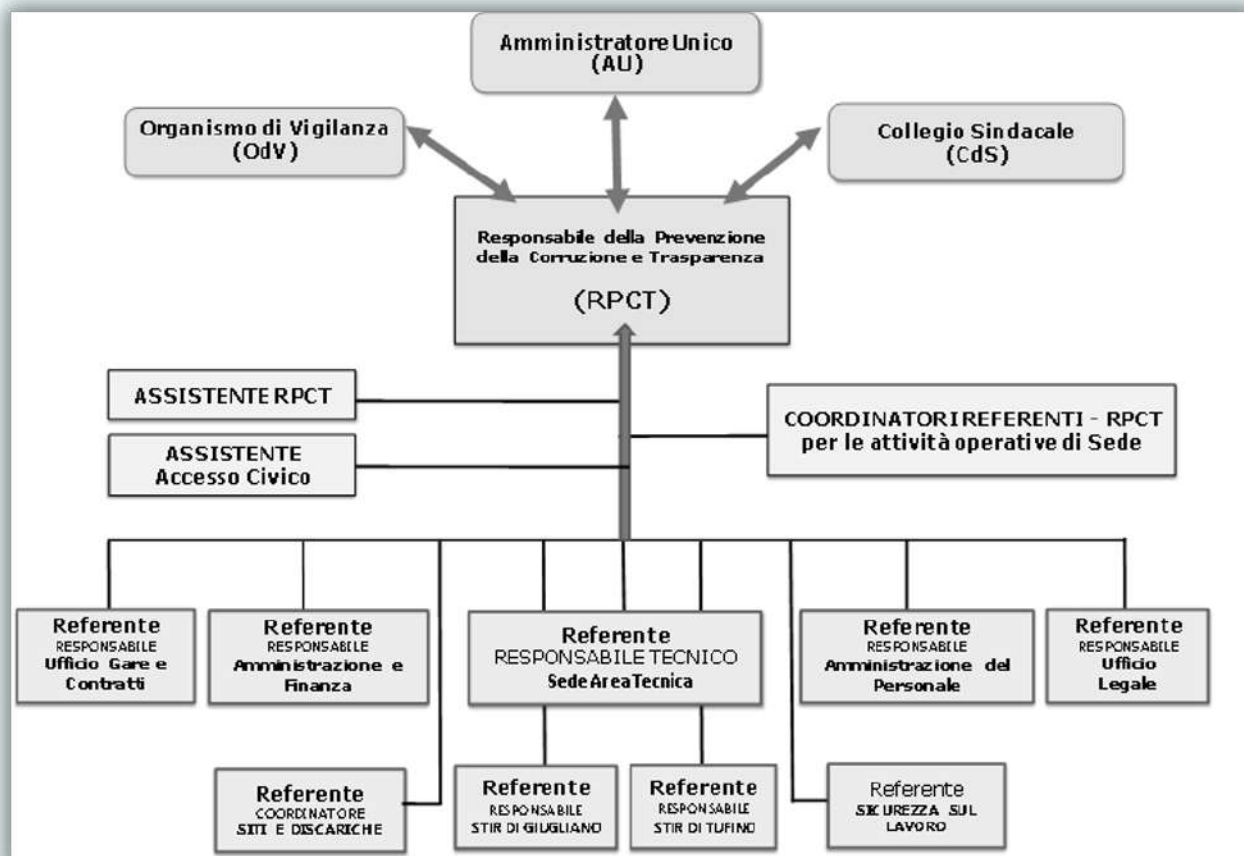 Amministratore Unico
(AU)
Organismo di Vigilanza
(OdV)
Collegio Sindacale
(CdS)
Responsabile della Prevenzione
della Corruzione e Trasparenza
(RPCT)
ASSISTENTE RPCT
COORDINATORI REFERENTI - RPCT
per le attività operative di Sede
ASSISTENTE
Accesso Civico
Referente
RESPONSABILE
Ufficio Gare e
Contratti
Referente
RESPONSABILE
Amministrazione e
Finanza
Referente
RESPONSABILE TECNICO
Sede Area Tecnica
Referente
RESPONSABILE
Amministrazione del
Personale
Referente
RESPONSABILE
Ufficio
Legale
Referente
COORDINATORE
SITI E DISCARICHE
Referente
RESPONSABILE
STIR DI GIUGLIANO
Referente
RESPONSABILE
STIR DI TUFINO
Referente
SICUREZZA SUL
LAVORO